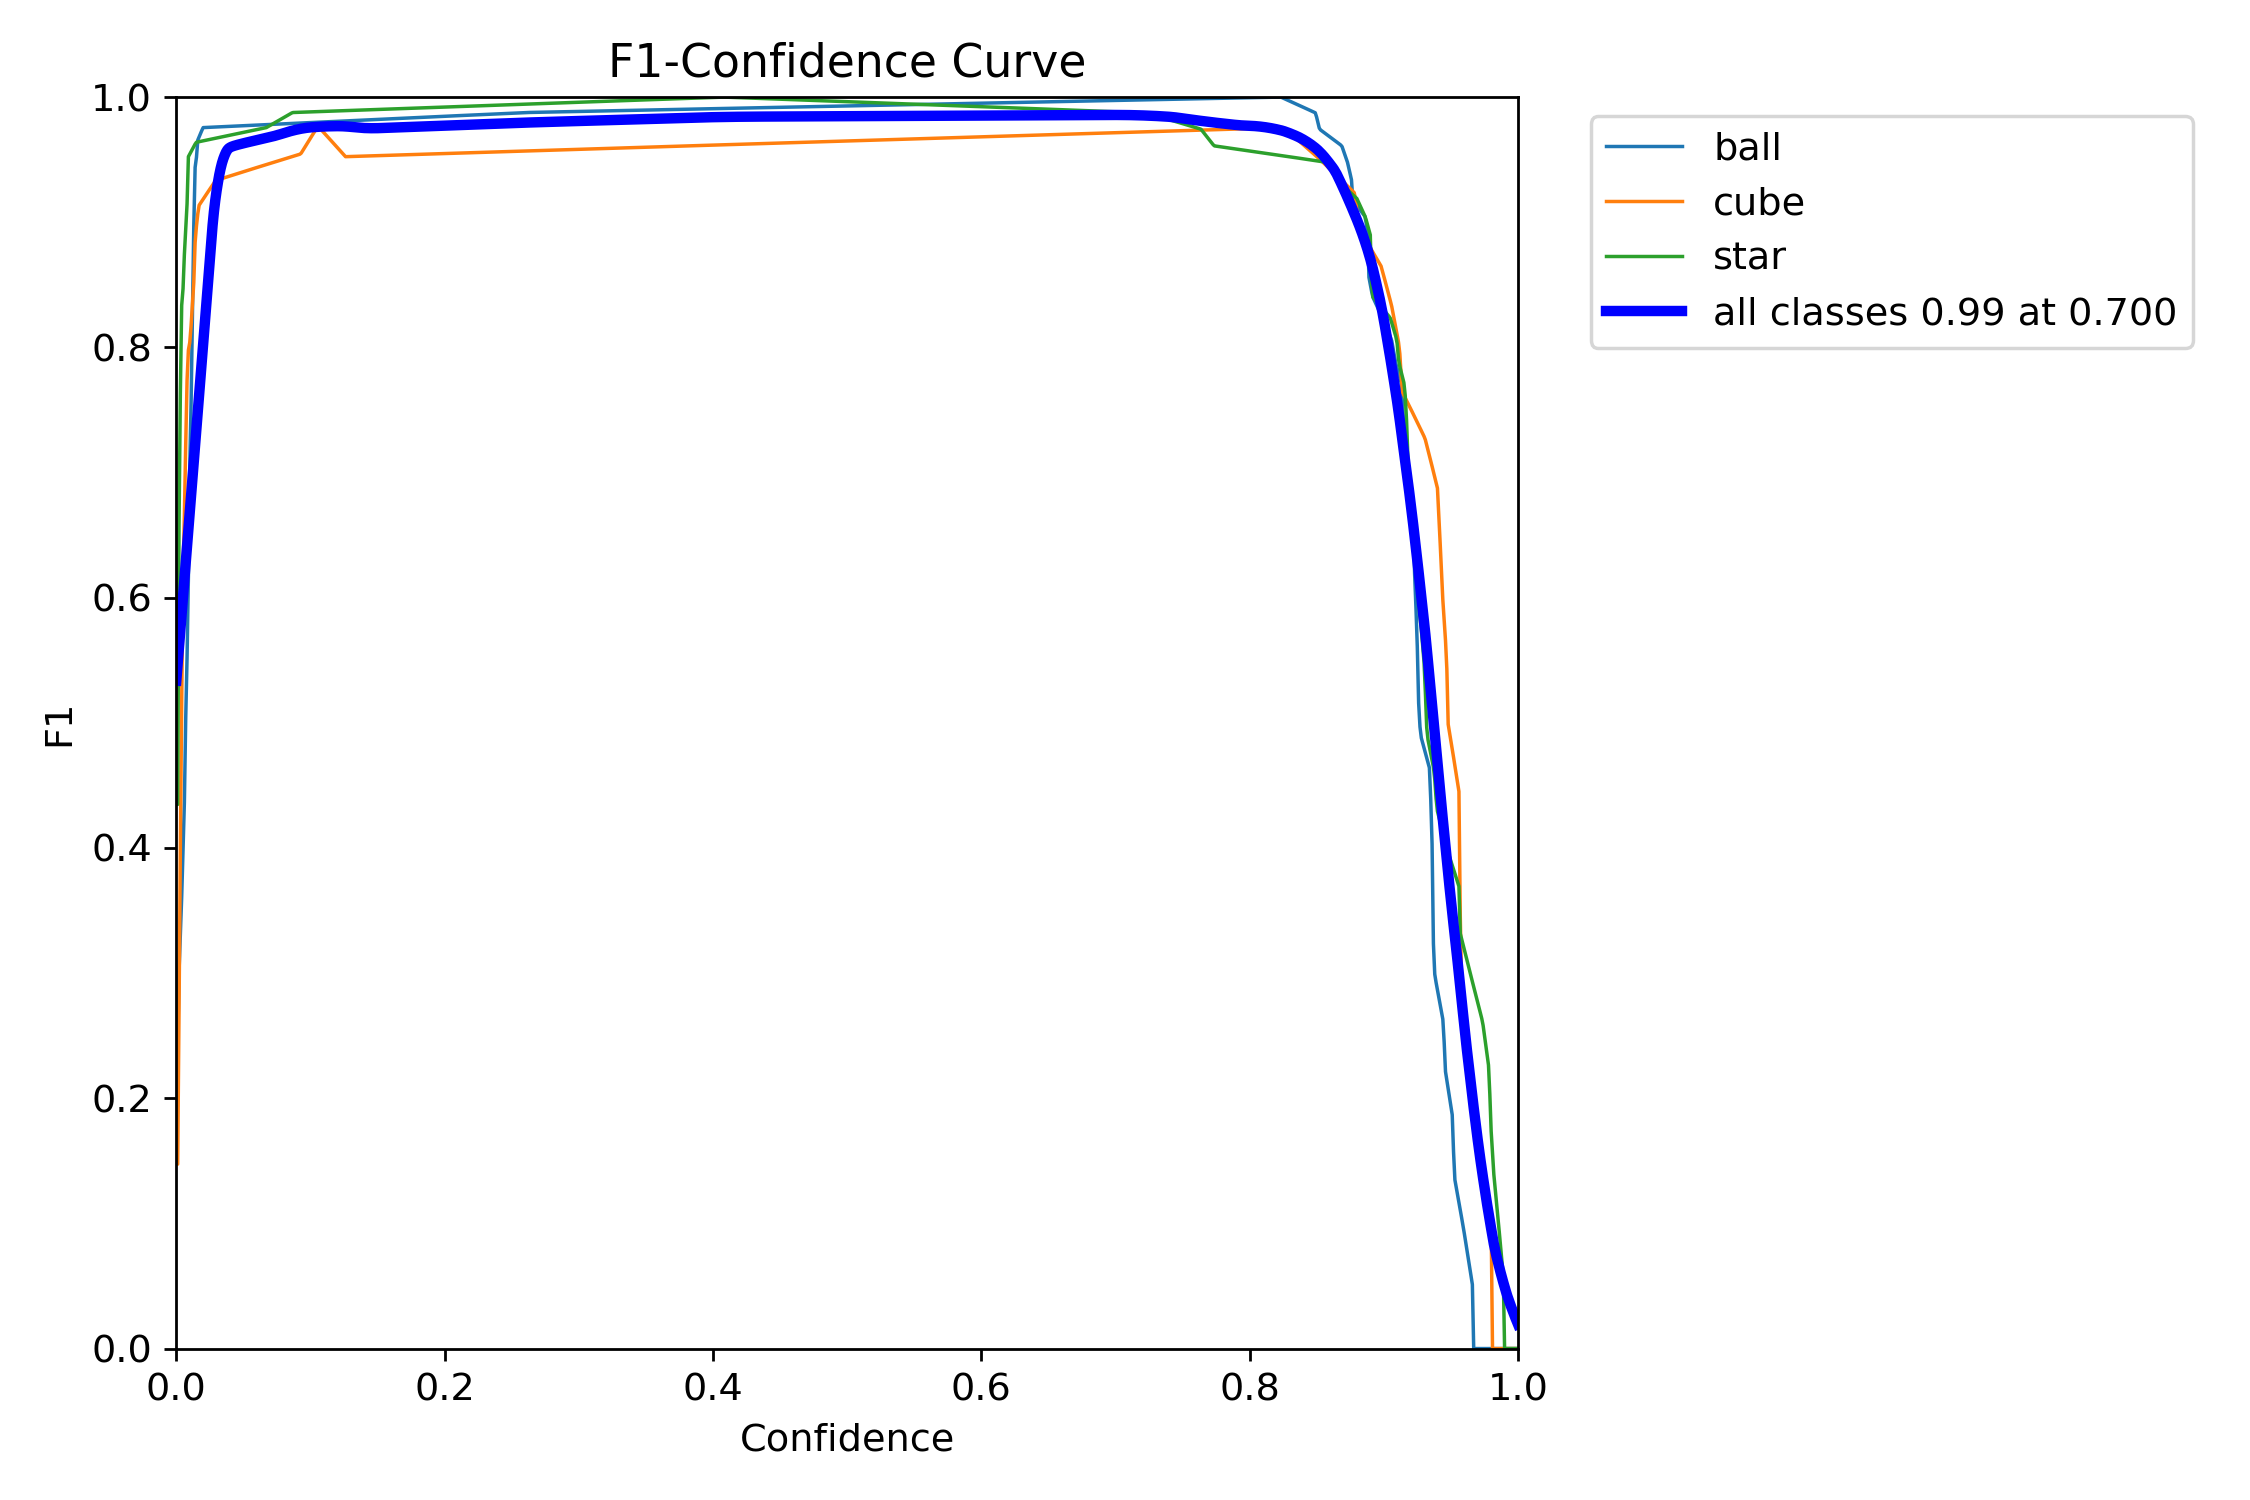 F1-Confidence Curve
1.0
0.8
0.6
0.4
0.2
0.0
F1
0.0 0.2 0.4 0.6 0.8 1.0
Confidence
ball
cube
star
all classes 0.99 at 0.700